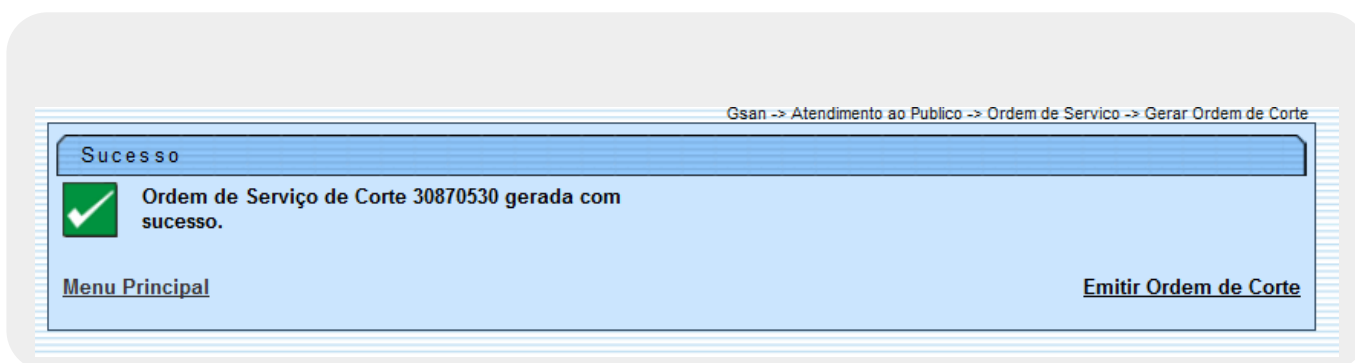 Gsan -> Atendimento ao Publico -> Ordem de Servico -> Gerar Ordem de Corte
Sucesso
Ordem de Serviço de Corte 30870530 gerada com
sucesso.
Menu Principal
Emitir Ordem de Corte